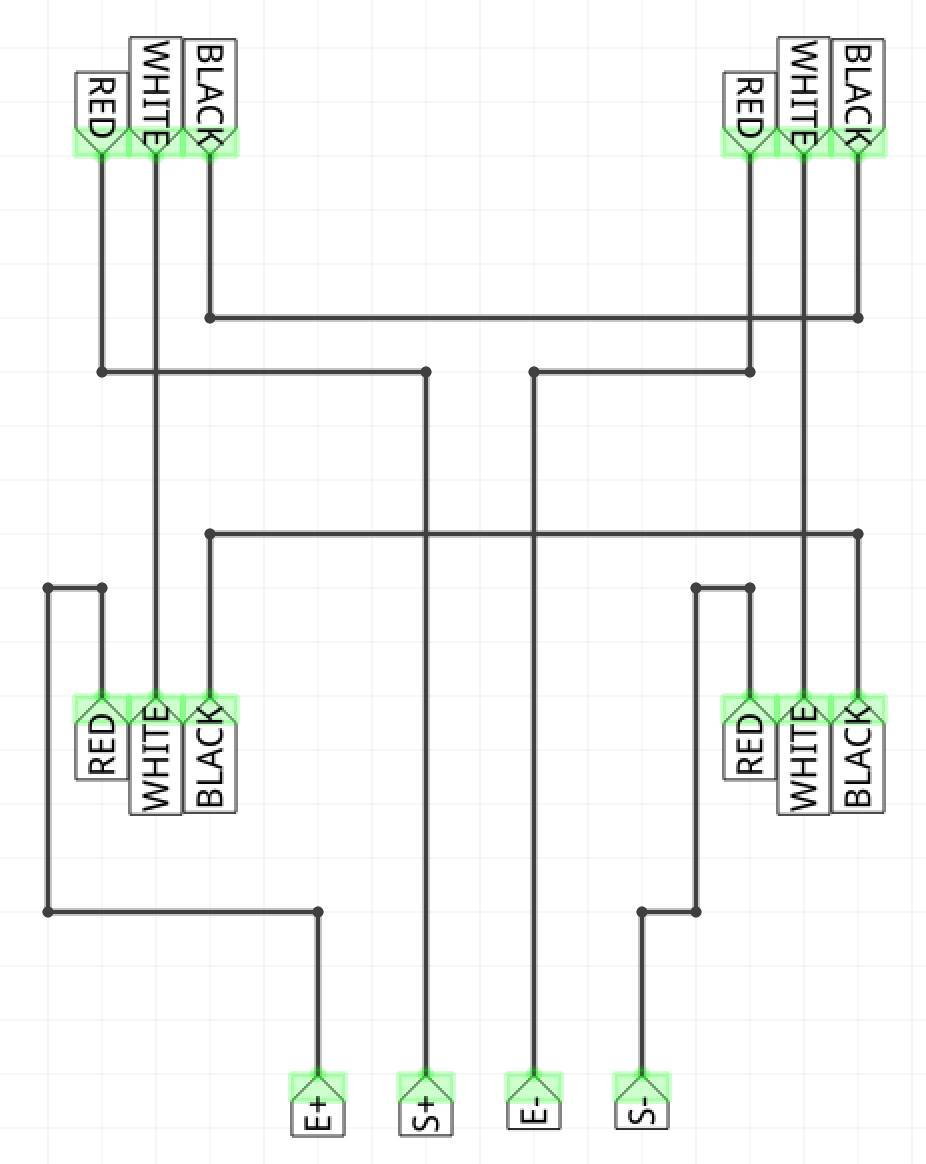 RED
WHITE
BLACK
RED
WHITE
BLACK
RED
WHITE
BLACK
RED
WHITE
BLACK
E+
S+
E-
S-